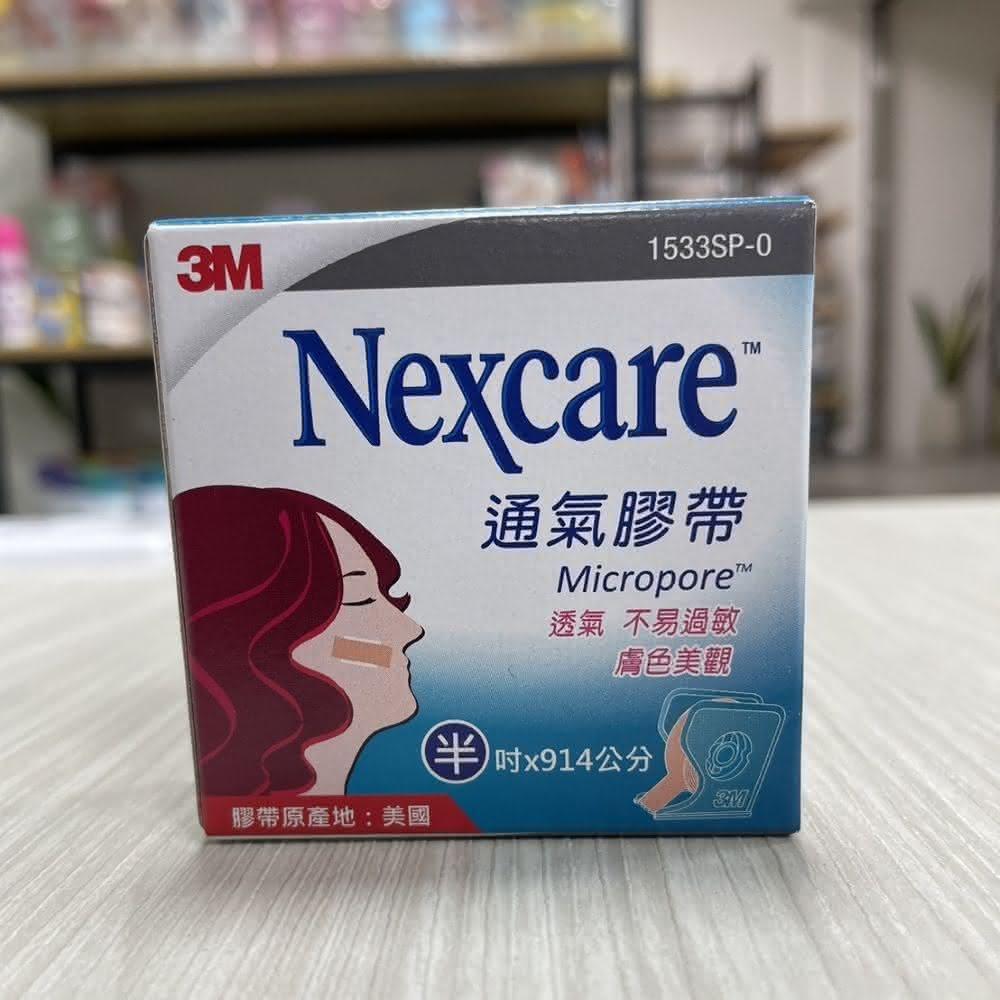 3M
1533SP-0
Nexcare™
通氣膠帶
Micropore™
透氣 不易過敏
膚色美觀
半吋x914公分
3M
膠帶原產地：美國